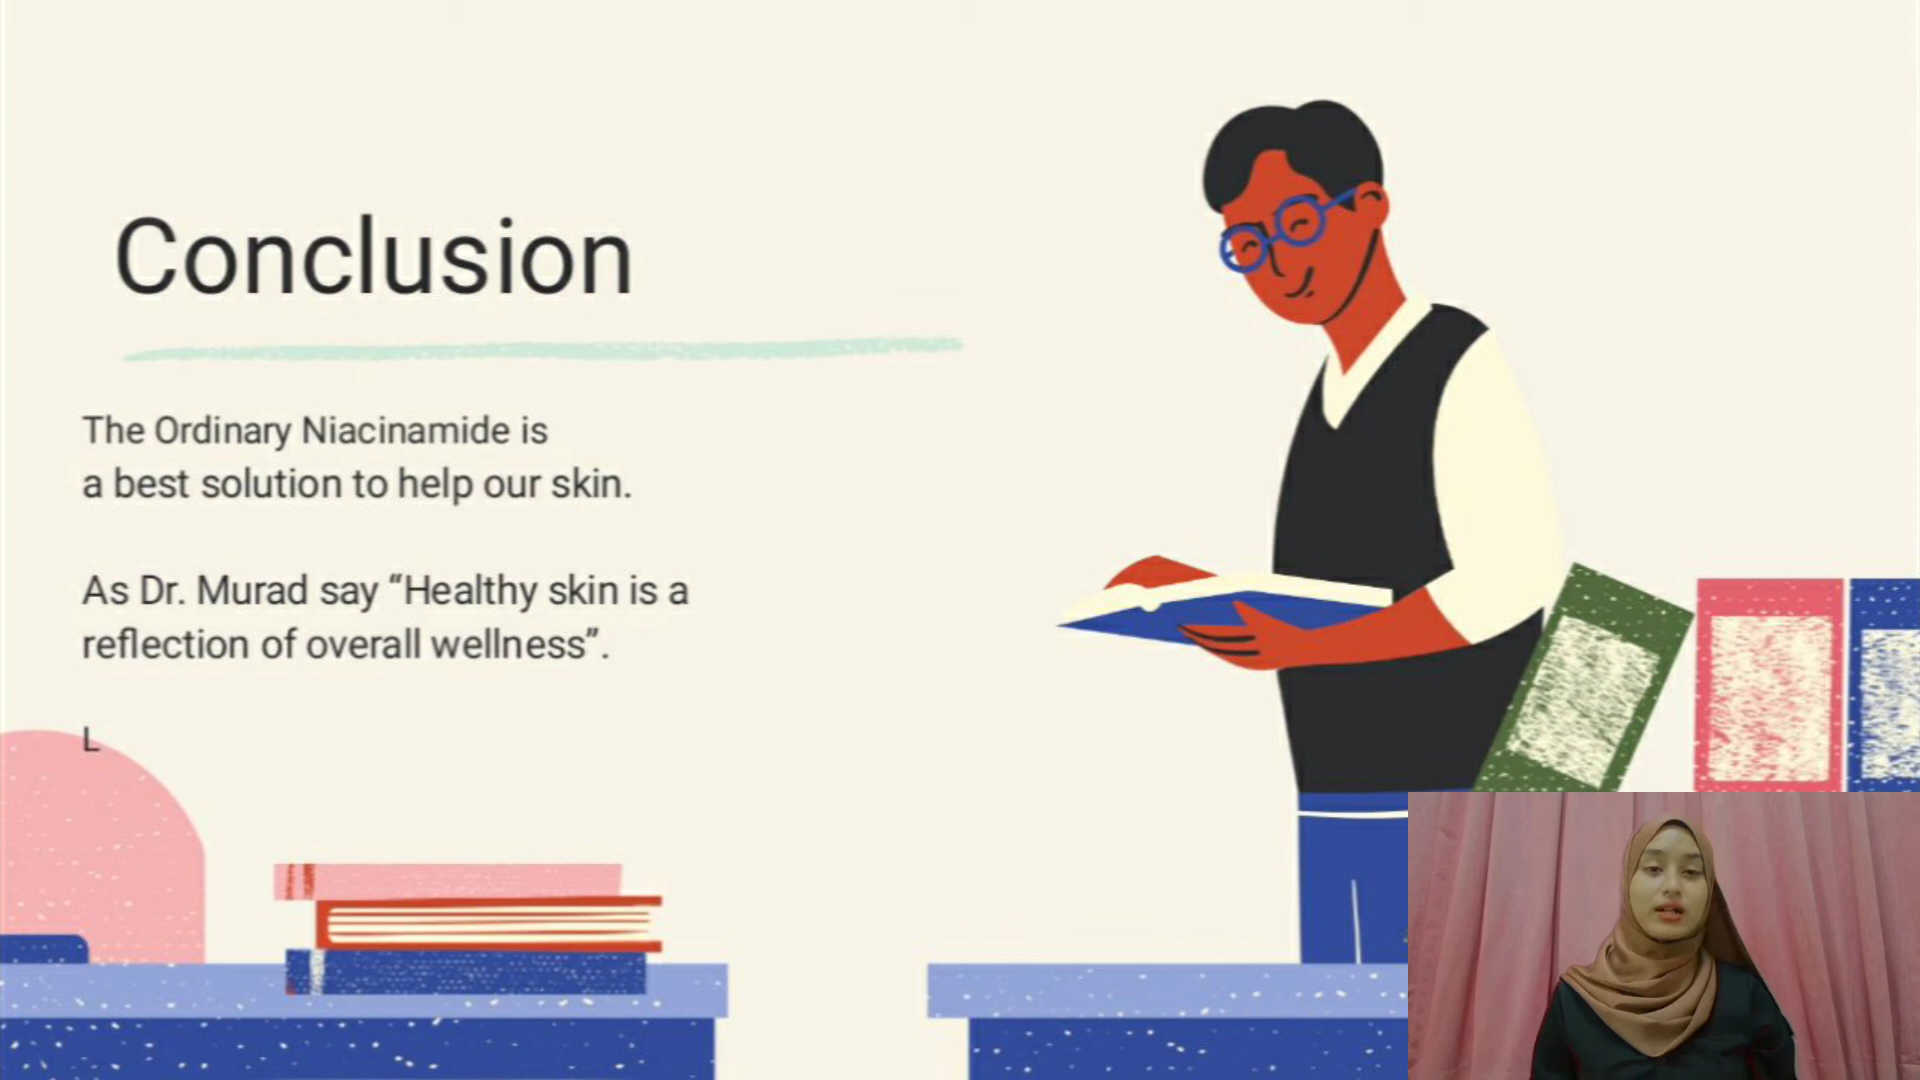 Conclusion
The Ordinary Niacinamide is
a best solution to help our skin.
As Dr. Murad say “Healthy skin is a
reflection of overall wellness”.
L